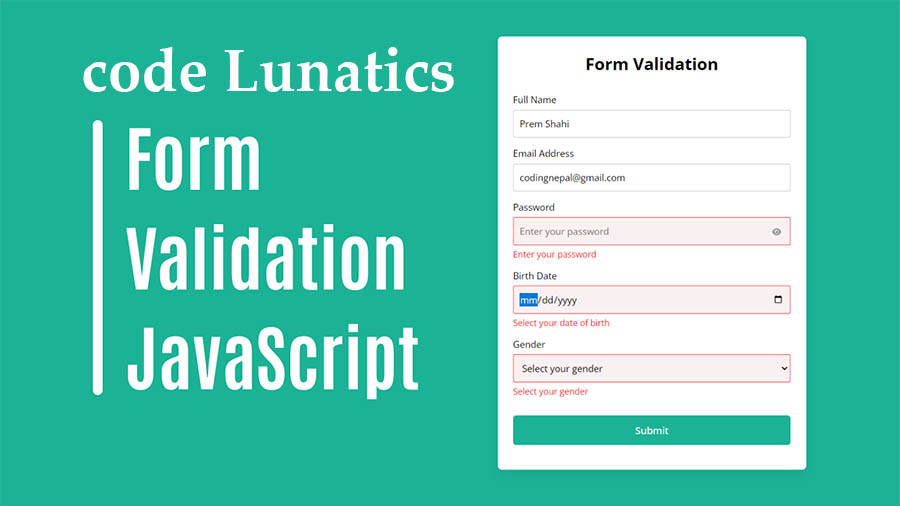 code Lunatics
Form
Validation
JavaScript
Form Validation
Full Name
Prem Shahi
Email Address
codingnepal@gmail.com
Password
Enter your password
Enter your password
Birth Date
mm/dd/yyyy
Select your date of birth
Gender
Select your gender
Select your gender
Submit